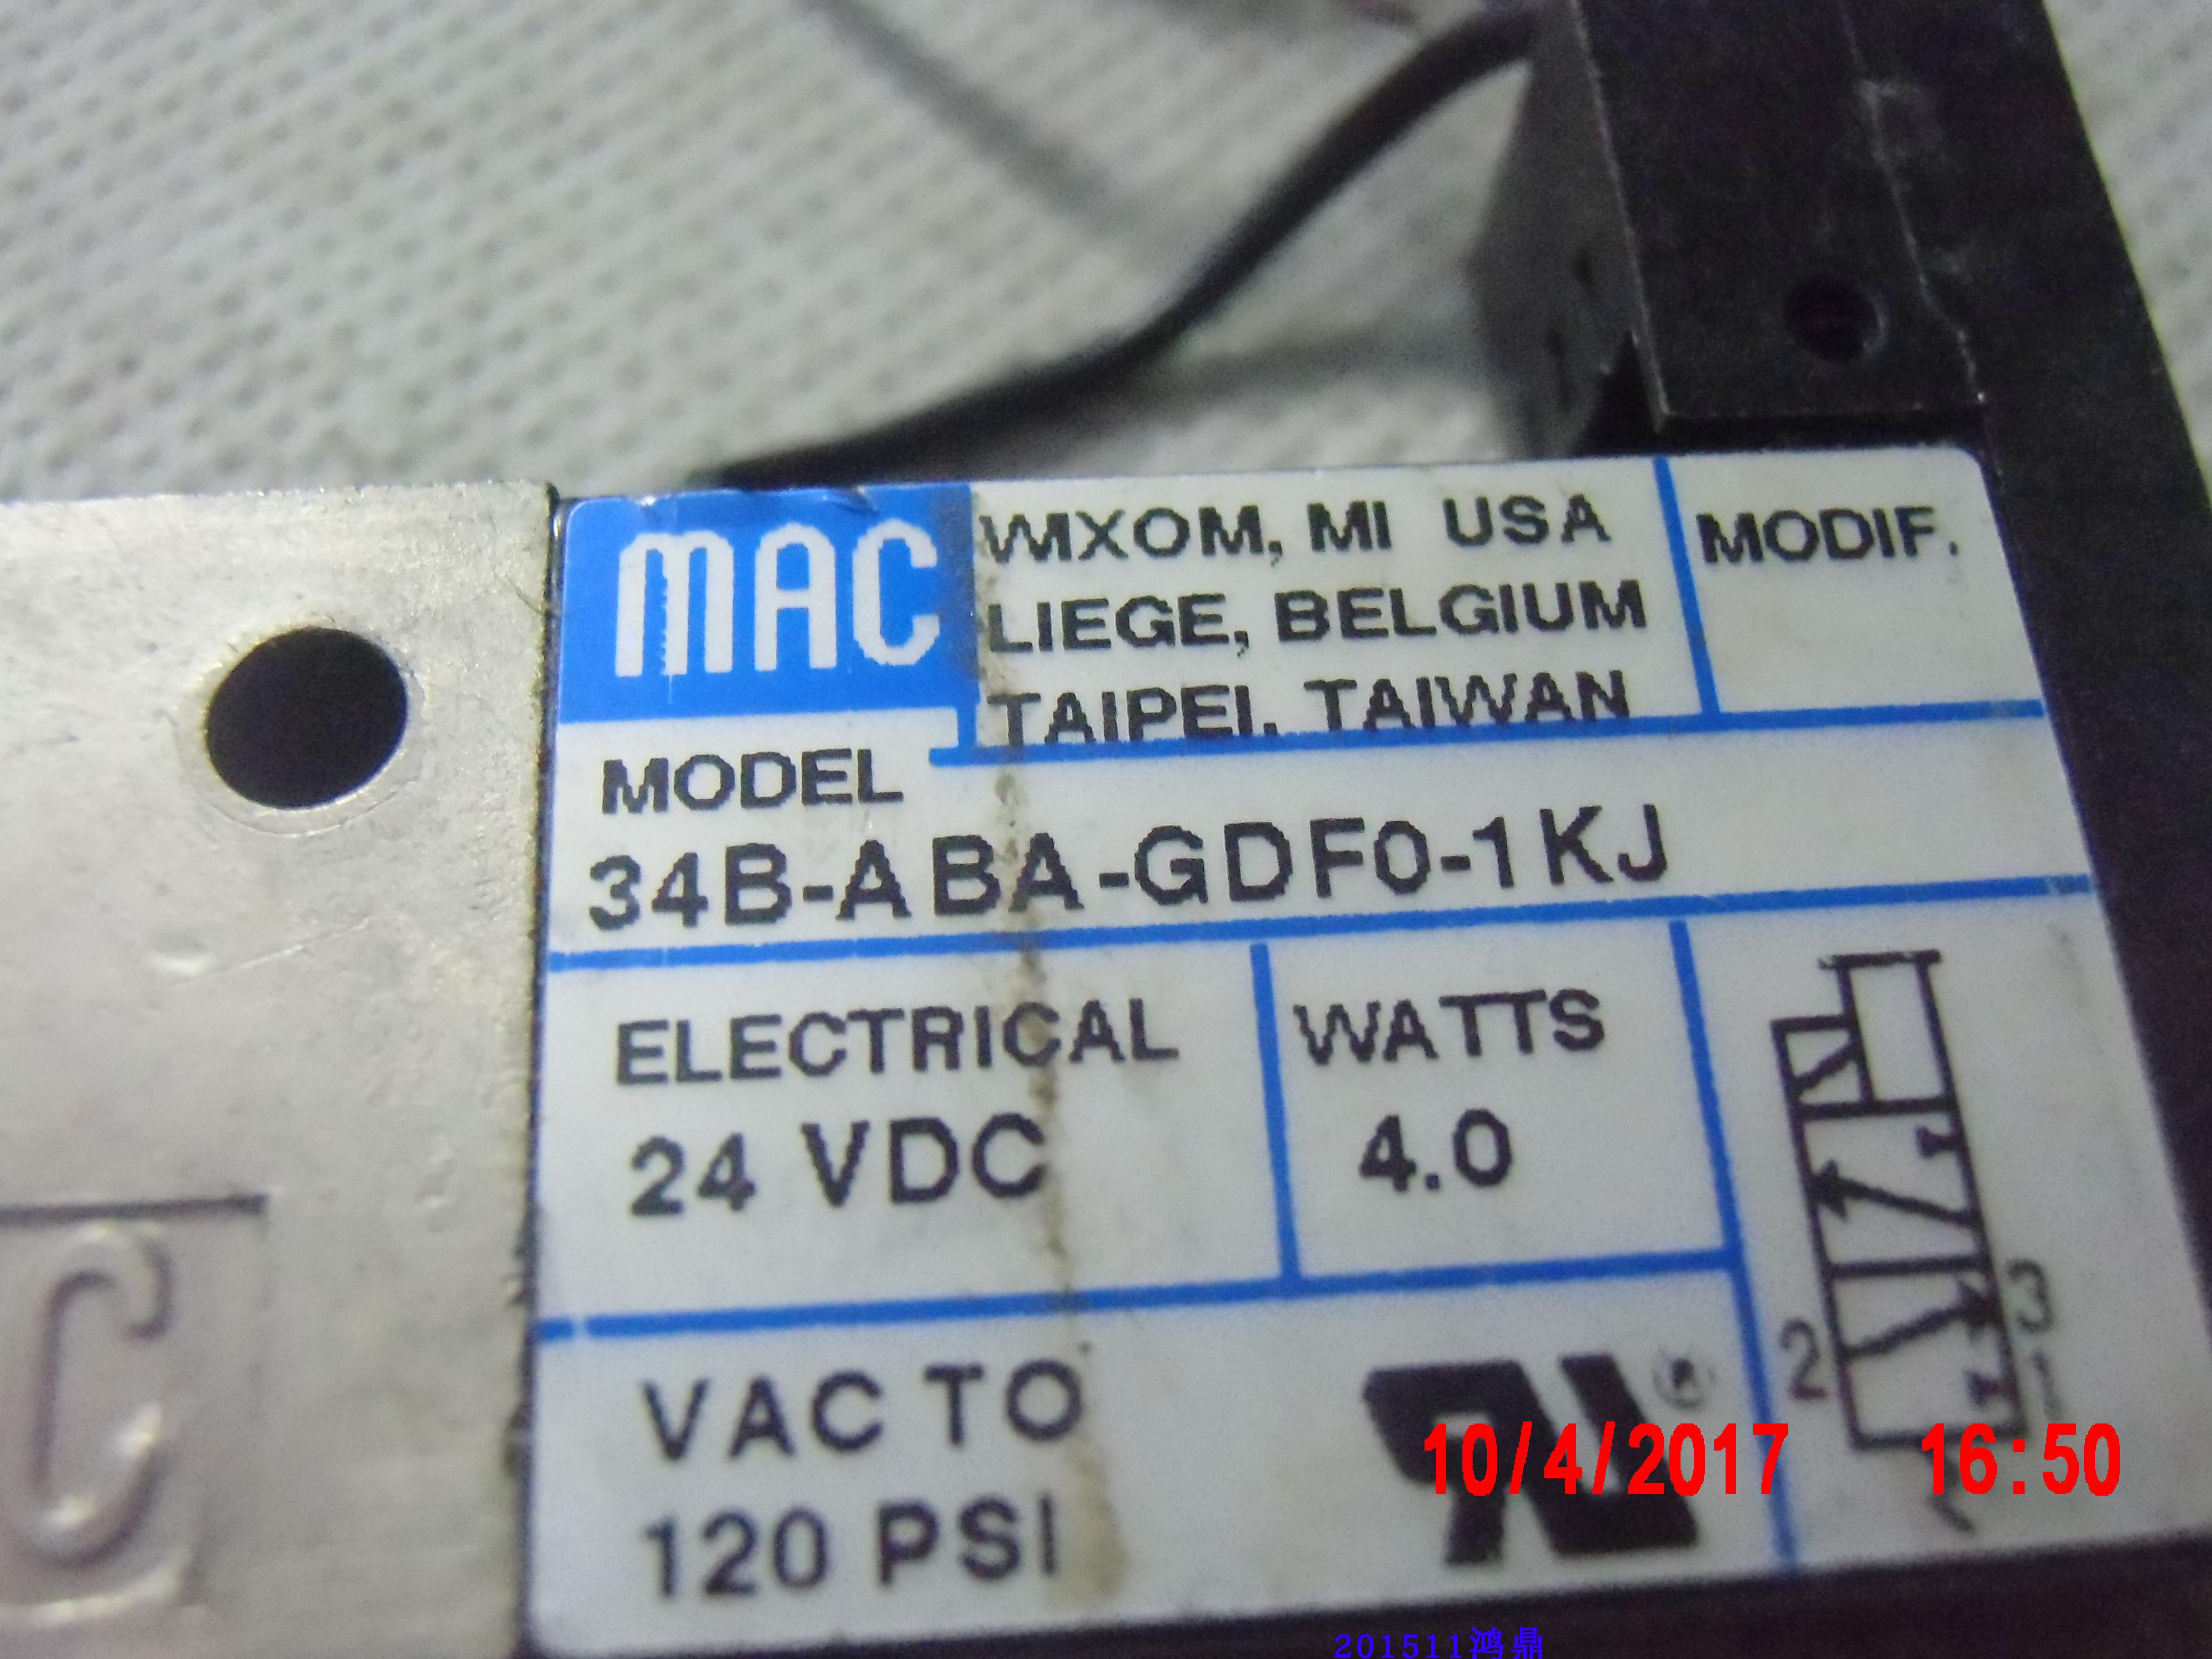 MAC
WIXOM, MI USA
LIEGE, BELGIUM
TAIPEI, TAIWAN
MODIF.
MODEL
34B-ABA-GDF0-1KJ
ELECTRICAL
24 VDC
WATTS
4.0
VAC TO
120 PSI
®
2
3
1
C
10/4/2017 16:50
201511鸿鼎